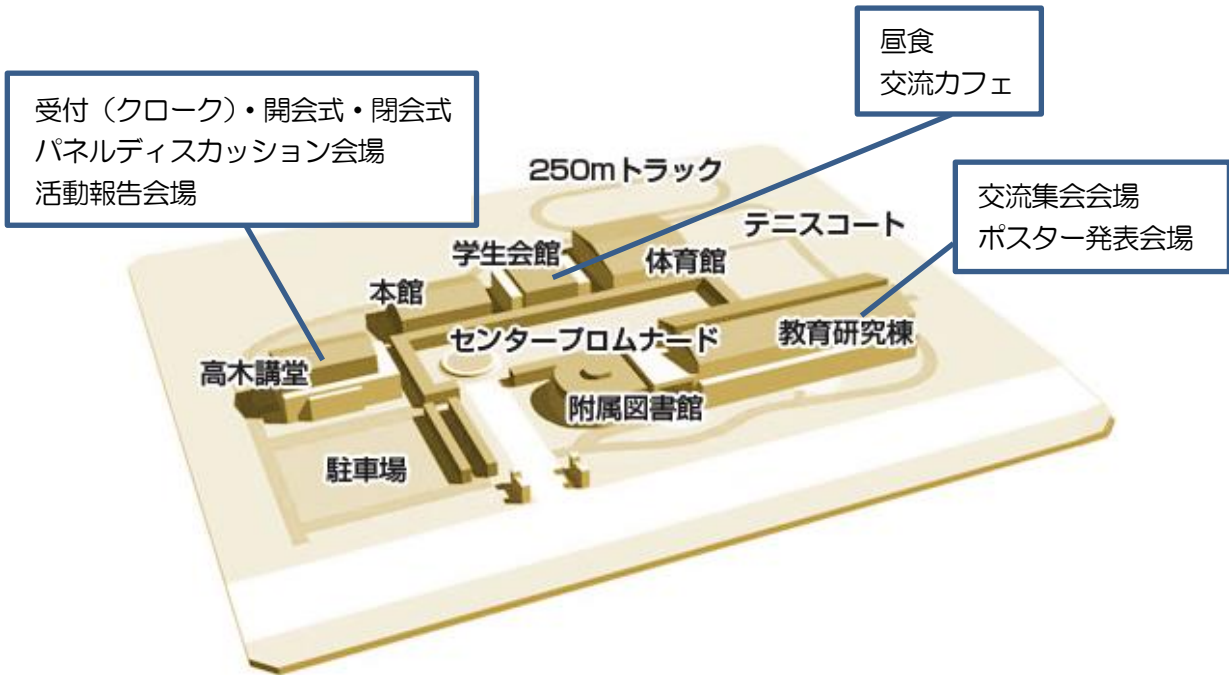 昼食
交流カフェ
受付（クローク）・開会式・閉会式
パネルディスカッション会場
活動報告会場
交流集会会場
ポスター発表会場
250mトラック
テニスコート
学生会館
体育館
本館
センタープロムナード
教育研究棟
高木講堂
附属図書館
駐車場